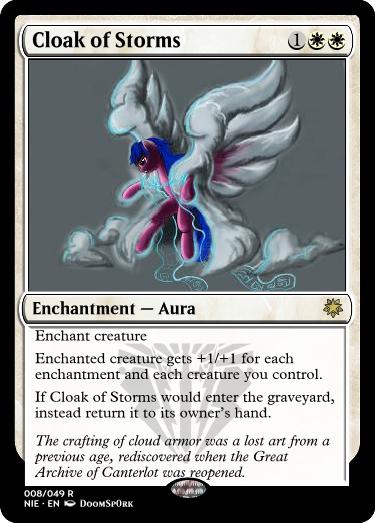 Cloak of Storms 1
Enchantment — Aura
Enchant creature
Enchanted creature gets +1/+1 for each
enchantment and each creature you control.
If Cloak of Storms would enter the graveyard,
instead return it to its owner's hand.
The crafting of cloud armor was a lost art from a
previous age, rediscovered when the Great
Archive of Canterlot was reopened.
008/049 R
NIE • EN DoomSp0rk